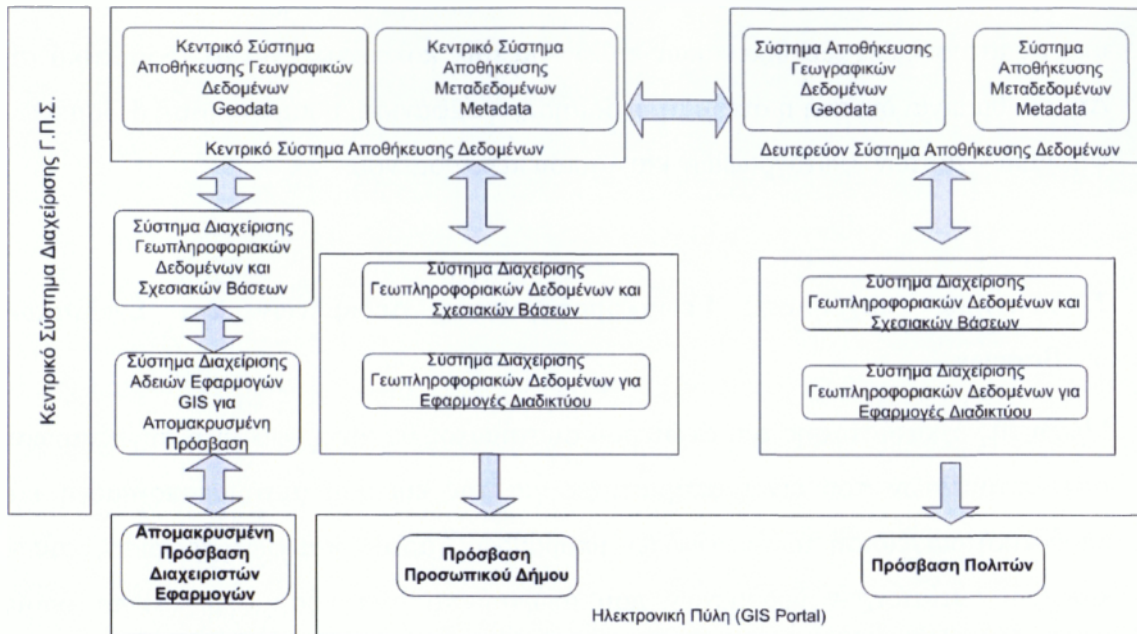 Κεντρικό Σύστημα Διαχείρισης Γ.Π.Σ.
Κεντρικό Σύστημα
Αποθήκευσης Γεωγραφικών
Δεδομένων
Geodata
Κεντρικό Σύστημα
Αποθήκευσης
Μεταδεδομένων
Metadata
Κεντρικό Σύστημα Αποθήκευσης Δεδομένων
Σύστημα Αποθήκευσης
Γεωγραφικών
Δεδομένων
Geodata
Σύστημα
Αποθήκευσης
Μεταδεδομένων
Metadata
Δευτερεύον Σύστημα Αποθήκευσης Δεδομένων
Σύστημα Διαχείρισης
Γεωπληροφοριακών
Δεδομένων και
Σχεσιακών Βάσεων
Σύστημα Διαχείρισης
Αδειών Εφαρμογών
GIS για
Απομακρυσμένη
Πρόσβαση
Σύστημα Διαχείρισης
Γεωπληροφοριακών Δεδομένων και
Σχεσιακών Βάσεων
Σύστημα Διαχείρισης
Γεωπληροφοριακών Δεδομένων για
Εφαρμογές Διαδικτύου
Σύστημα Διαχείρισης
Γεωπληροφοριακών Δεδομένων και
Σχεσιακών Βάσεων
Σύστημα Διαχείρισης
Γεωπληροφοριακών Δεδομένων για
Εφαρμογές Διαδικτύου
Απομακρυσμένη
Πρόσβαση
Διαχειριστών
Εφαρμογών
Πρόσβαση
Προσωπικού Δήμου
Πρόσβαση Πολιτών
Ηλεκτρονική Πύλη (GIS Portal)